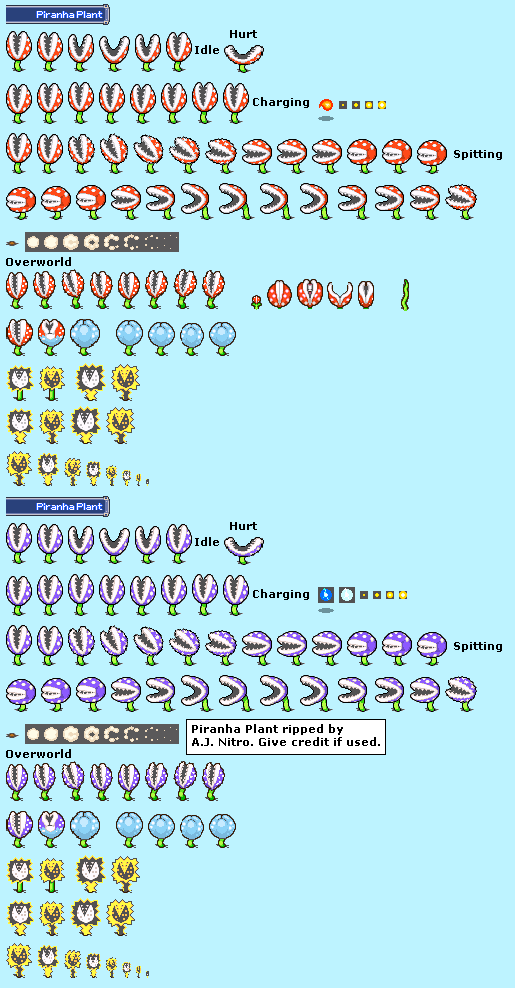 Piranha Plant
Hurt
Idle
Charging
Spitting
Overworld
Piranha Plant
Hurt
Idle
Charging
Spitting
Piranha Plant ripped by
A.J. Nitro. Give credit if used.
Overworld